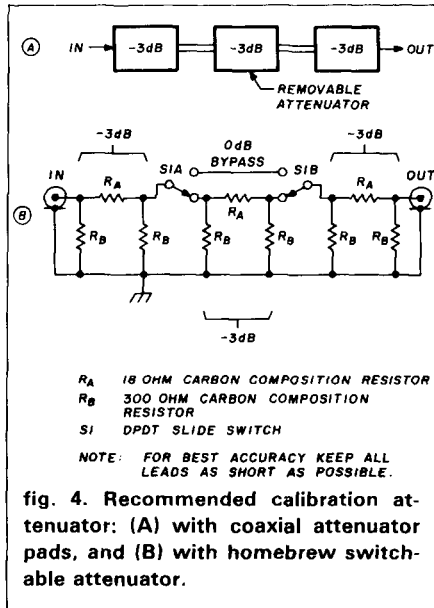 A
IN
-3dB
-3dB
-3dB
OUT
REMOVABLE
ATTENUATOR
-3dB
0dB
BYPASS
-3dB
IN
S1A
S1B
OUT
RA
RA
RA
B
RB
RB
RB
RB
RB
RB
-3dB
RA 18 OHM CARBON COMPOSITION RESISTOR
RB 300 OHM CARBON COMPOSITION
RESISTOR
S1 DPDT SLIDE SWITCH
NOTE: FOR BEST ACCURACY KEEP ALL
LEADS AS SHORT AS POSSIBLE.
fig. 4. Recommended calibration at-
tenuator: (A) with coaxial attenuator
pads, and (B) with homebrew switch-
able attenuator.